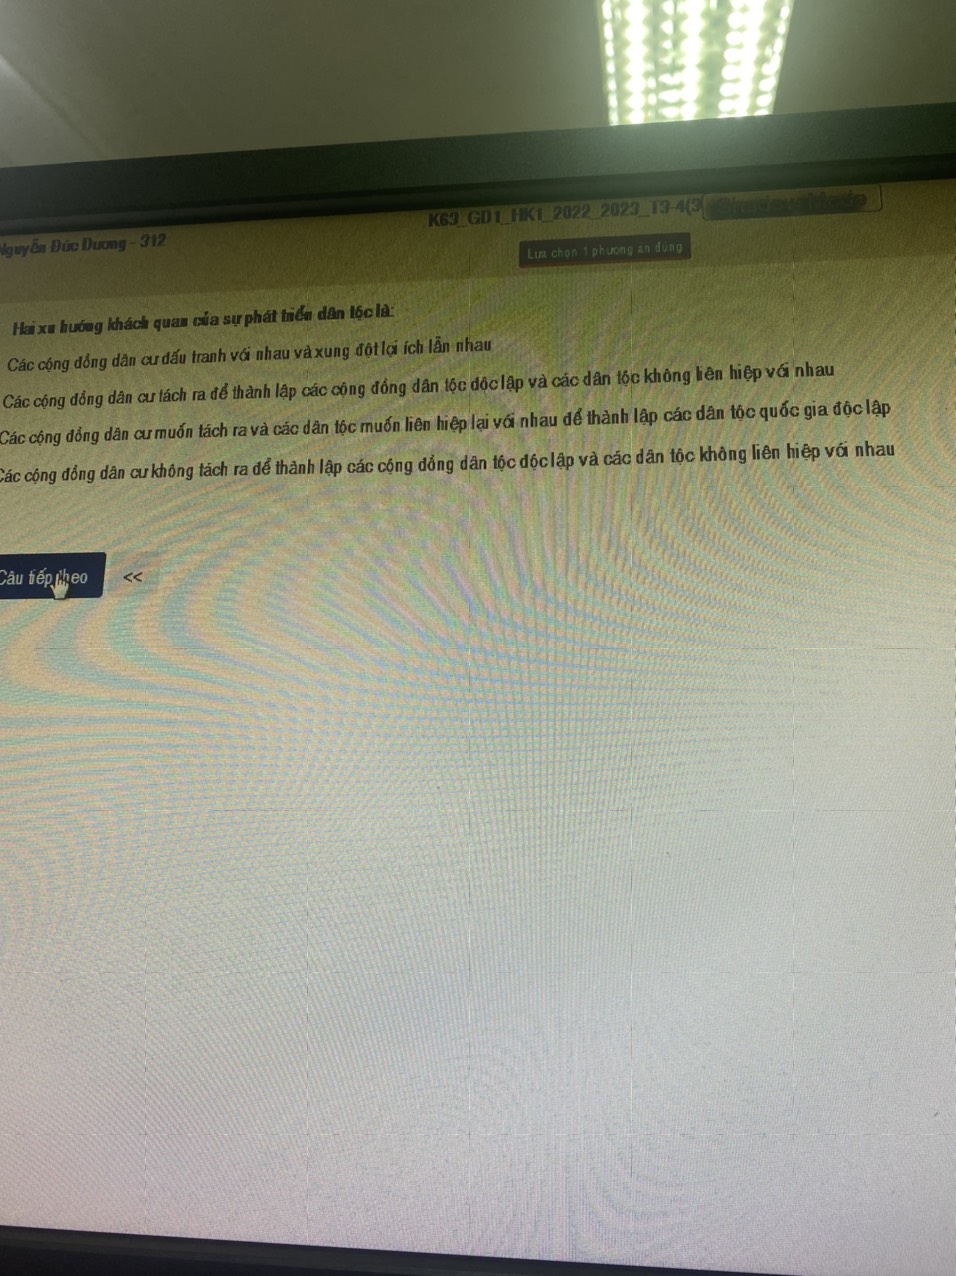 K63_GD1_HK1_2022_2023_13-4(3
Nguyễn Đức Dương - 312
Lựa chọn 1 phương án đúng
Hai xu hướng khách quan của sự phát triển dân tộc là:
Các cộng đồng dân cư đấu tranh với nhau và xung đột lợi ích lẫn nhau
Các cộng đồng dân cư tách ra để thành lập các cộng đồng dân tộc độc lập và các dân tộc không liên hiệp với nhau
Các cộng đồng dân cư muốn tách ra và các dân tộc muốn liên hiệp lại với nhau để thành lập các dân tộc quốc gia độc lập
Các cộng đồng dân cư không tách ra để thành lập các cộng đồng dân tộc độc lập và các dân tộc không liên hiệp với nhau
Câu tiếp theo <<